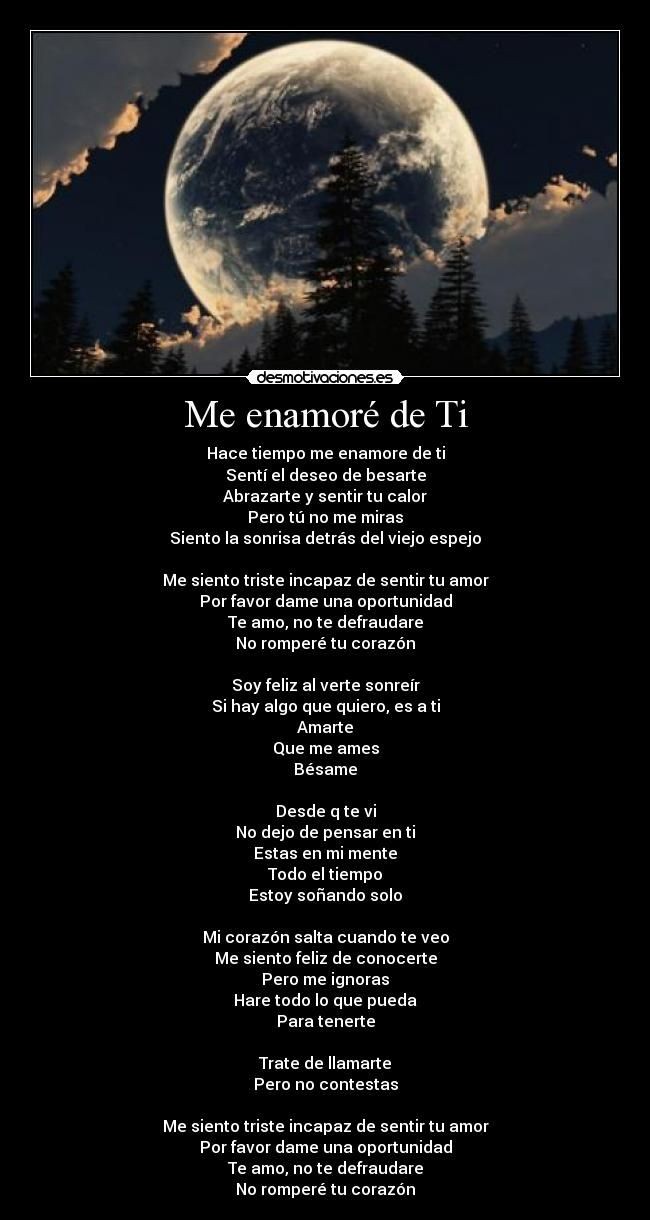 desmotivaciones.es
Me enamoré de Ti
Hace tiempo me enamore de ti
Sentí el deseo de besarte
Abrazarte y sentir tu calor
Pero tú no me miras
Siento la sonrisa detrás del viejo espejo
Me siento triste incapaz de sentir tu amor
Por favor dame una oportunidad
Te amo, no te defraudare
No romperé tu corazón
Soy feliz al verte sonreír
Si hay algo que quiero, es a ti
Amarte
Que me ames
Bésame
Desde q te vi
No dejo de pensar en ti
Estas en mi mente
Todo el tiempo
Estoy soñando solo
Mi corazón salta cuando te veo
Me siento feliz de conocerte
Pero me ignoras
Hare todo lo que pueda
Para tenerte
Trate de llamarte
Pero no contestas
Me siento triste incapaz de sentir tu amor
Por favor dame una oportunidad
Te amo, no te defraudare
No romperé tu corazón